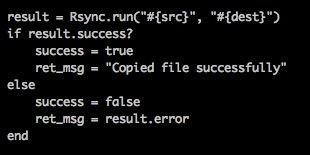 result = Rsync.run("#{src}", "#{dest}")
if result.success?
    success = true
    ret_msg = "Copied file successfully"
else
    success = false
    ret_msg = result.error
end